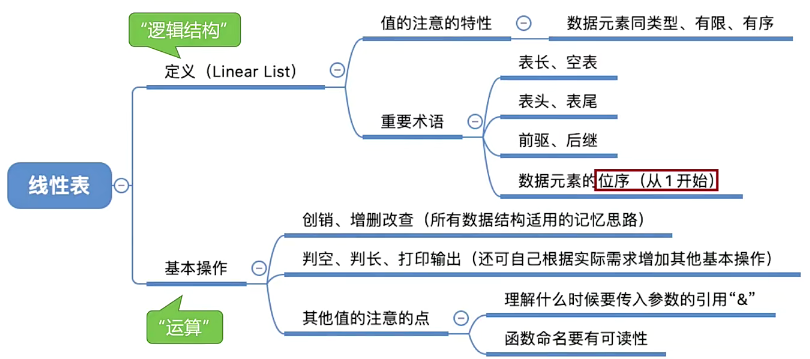 “逻辑结构”
值的注意的特性
数据元素同类型、有限、有序
定义（Linear List）
表长、空表
表头、表尾
重要术语
前驱、后继
数据元素的位序（从1开始）
线性表
创销、增删改查（所有数据结构适用的记忆思路）
基本操作
判空、判长、打印输出（还可自己根据实际需求增加其他基本操作）
“运算”
其他值的注意的点
理解什么时候要传入参数的引用“&”
函数命名要有可读性